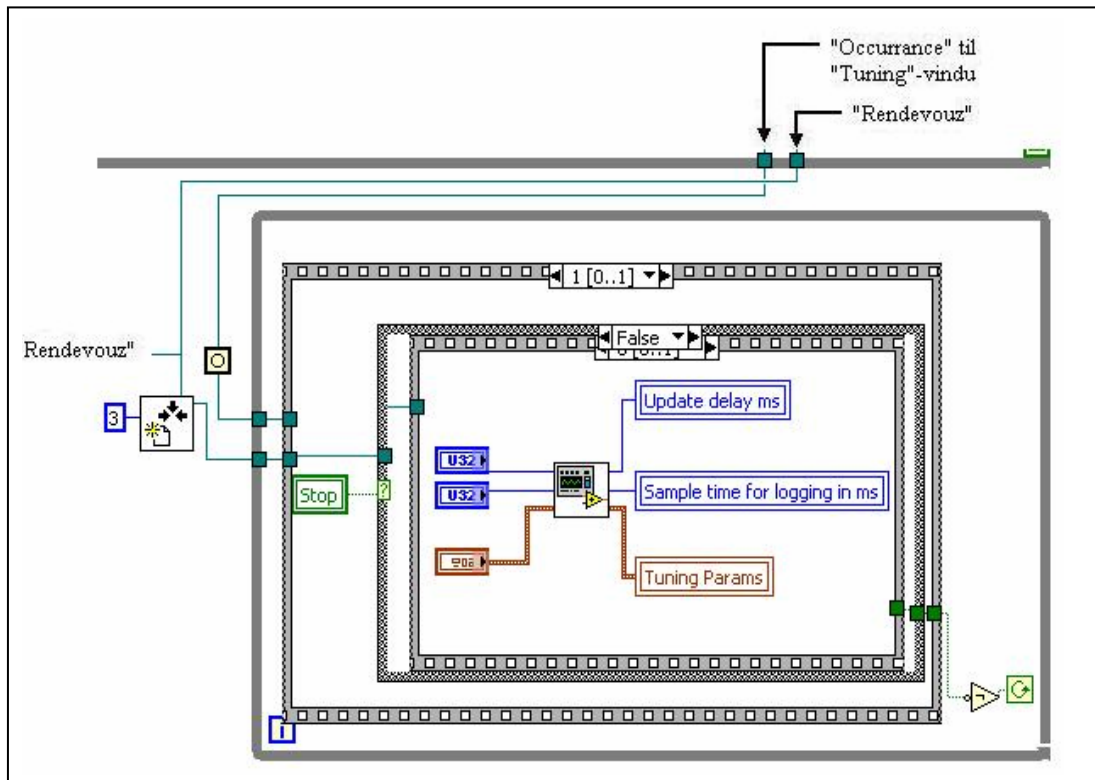 "Occurrance" til
"Tuning"-vindu
"Rendevouz"
1 [0..1]
False
Rendevouz"
Update delay ms
3
U32
Stop
U32
Sample time for logging in ms
Tuning Params
i